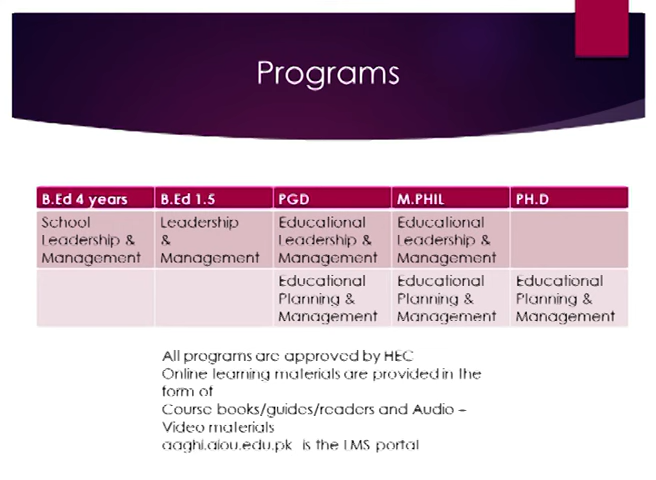 Programs
B.Ed 4 years B.Ed 1.5 PGD M.PHIL PH.D
School Leadership & Management
Leadership & Management
Educational Leadership & Management
Educational Leadership & Management
Educational Planning & Management
Educational Planning & Management
Educational Planning & Management
All programs are approved by HEC
Online learning materials are provided in the
form of
Course books/guides/readers and Audio –
Video materials
aaghi.aiou.edu.pk is the LMS portal